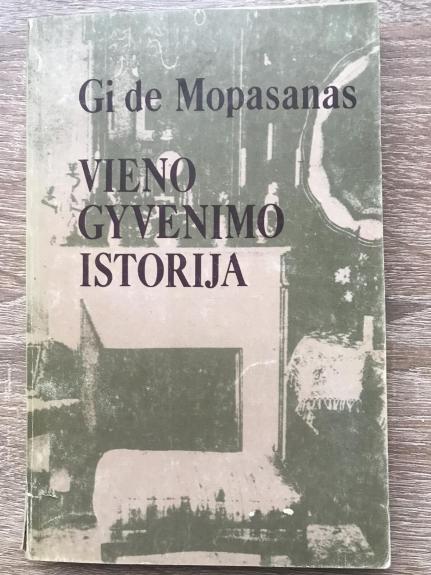 Gi de Mopasanas
VIENO
GYVENIMO
ISTORIJA